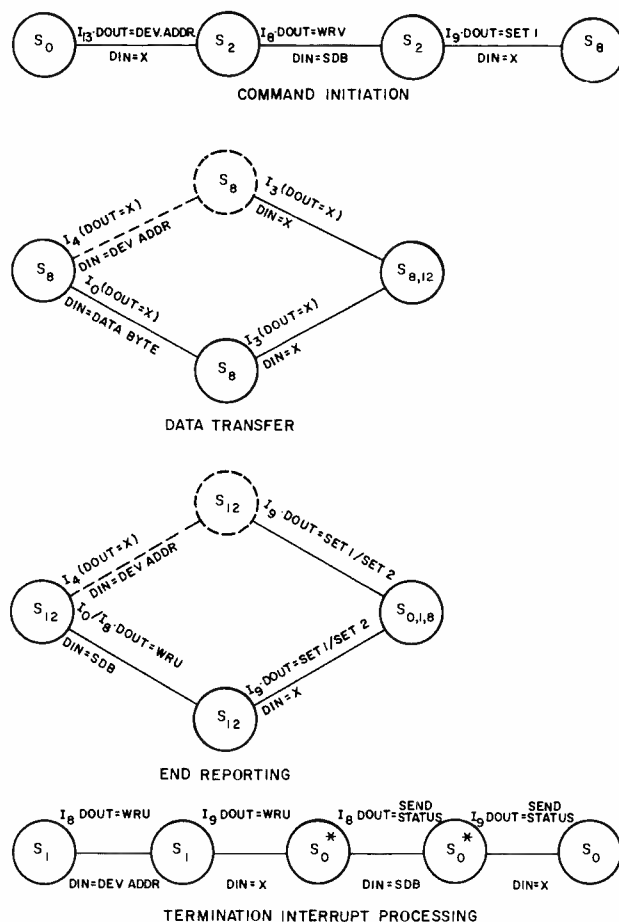 S0 I13·DOUT=DEV.ADDR S2 I8·DOUT=WRV S2 I9·DOUT=SET 1 S8
DIN=X DIN=SDB DIN=X
COMMAND INITIATION
S8
I4 (DOUT=X) I3(DOUT=X)
DIN=DEV ADDR DIN=X
S8 S8,12
I0(DOUT=X) I3(DOUT=X)
DIN=DATA BYTE DIN=X
S8
DATA TRANSFER
S12
I4(DOUT=X) I9·DOUT=SET 1/SET 2
DIN=DEV ADDR
S12 S0,1,8
I0/I8·DOUT=WRU I9·DOUT=SET 1/SET 2
DIN=SDB DIN=X
S12
END REPORTING
I8 DOUT=WRU I9 DOUT=WRU I8 DOUT=SEND STATUS I9 DOUT=SEND STATUS
S1 S1 S0* S0* S0
DIN=DEV ADDR DIN=X DIN=SDB DIN=X
TERMINATION INTERRUPT PROCESSING